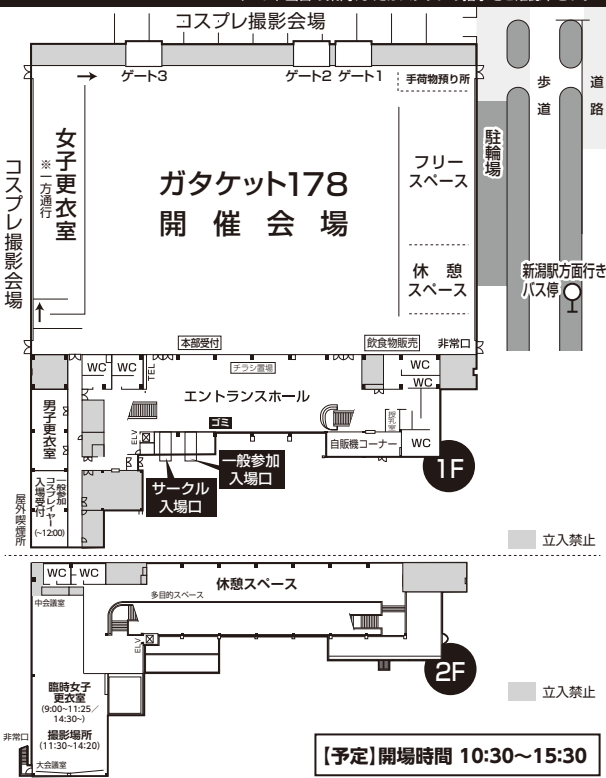 コスプレ撮影会場
ゲート3
ゲート2
ゲート1
手荷物預り所
歩道
道路
女子更衣室
※一方通行
コスプレ撮影会場
ガタケット178
開催会場
フリー
スペース
駐輪場
休憩
スペース
新潟駅方面行き
バス停
本部受付
飲食物販売
非常口
WC
WC
TEL
チラシ置場
WC
WC
エントランスホール
男子更衣室
ゴミ
ELV
授乳室
自販機コーナー
WC
1F
一般参加
入場口
サークル
入場口
一般参加
コスプレイヤー
入場受付
(~12:00)
屋外喫煙所
立入禁止
WC
WC
休憩スペース
多目的スペース
中会議室
ELV
2F
臨時女子
更衣室
(9:00~11:25/
14:30~)
撮影場所
(11:30~14:20)
非常口
大会議室
立入禁止
【予定】開場時間 10:30~15:30